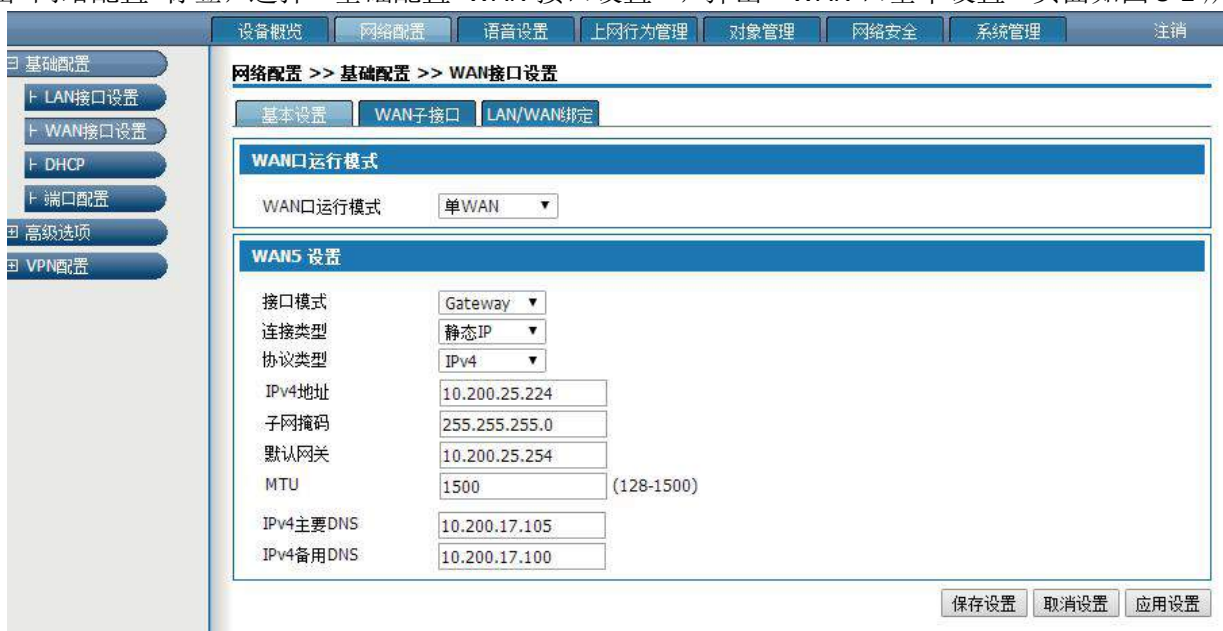 设备概览 网络配置 语音设置 上网行为管理 对象管理 网络安全 系统管理 注销
基础配置
LAN接口设置
WAN接口设置
DHCP
端口配置
高级选项
VPN配置
网络配置 >> 基础配置 >> WAN接口设置
基本设置 WAN子接口 LAN/WAN绑定
WAN口运行模式
WAN口运行模式 单WAN
WAN5 设置
接口模式 Gateway
连接类型 静态IP
协议类型 IPv4
IPv4地址 10.200.25.224
子网掩码 255.255.255.0
默认网关 10.200.25.254
MTU 1500 (128-1500)
IPv4主要DNS 10.200.17.105
IPv4备用DNS 10.200.17.100
保存设置 取消设置 应用设置